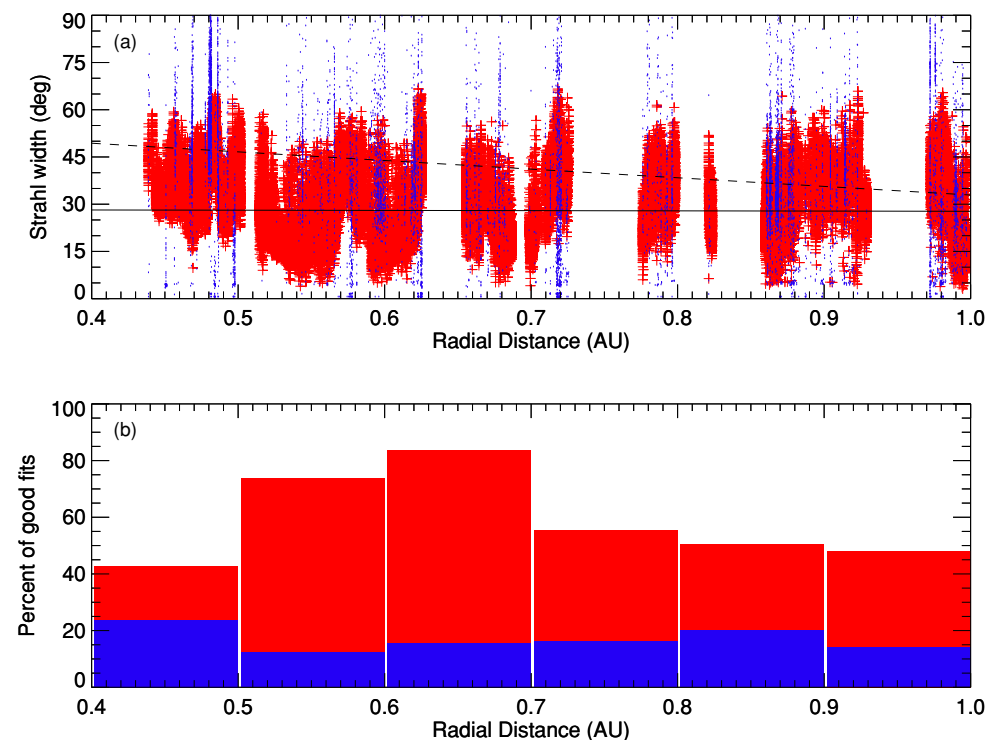 (a)
90
75
60
45
30
15
0
Strahl width (deg)
0.4 0.5 0.6 0.7 0.8 0.9 1.0
Radial Distance (AU)
(b)
100
80
60
40
20
0
Percent of good fits
0.4 0.5 0.6 0.7 0.8 0.9 1.0
Radial Distance (AU)